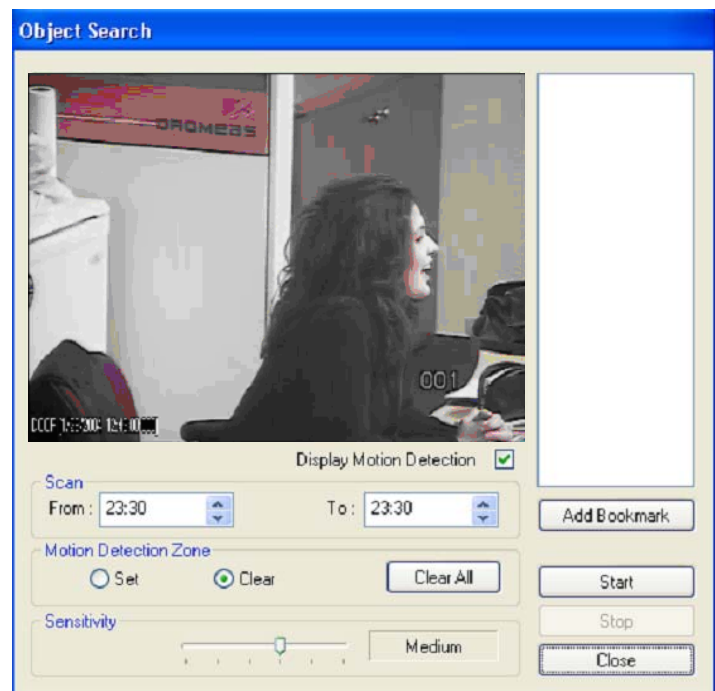 Object Search
001
Display Motion Detection
Scan
From : 23:30
To : 23:30
Add Bookmark
Motion Detection Zone
Set
Clear
Clear All
Start
Sensitivity
Medium
Stop
Close